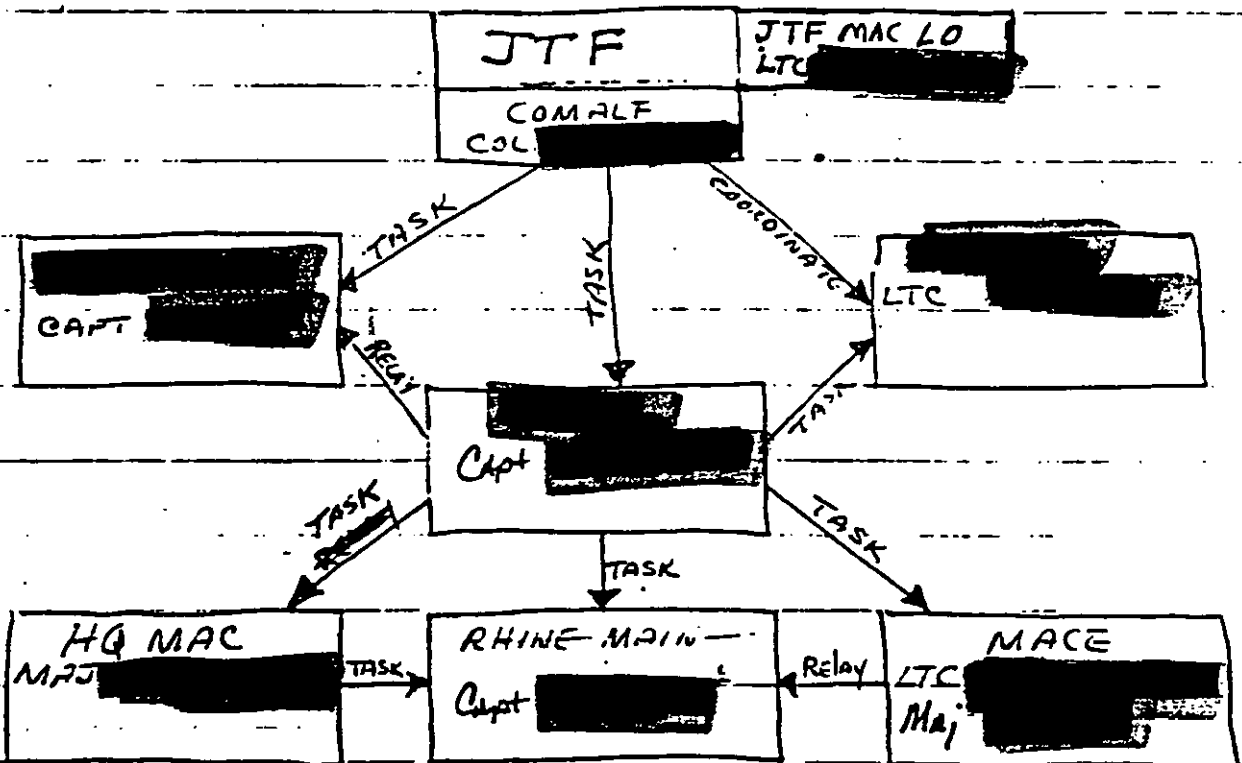 JTF
JTF MAC LO
LTC
COMALF
COL.
TASK
TASK
COORDINATE
CAPT
LTC
RELAY
TASK
Capt
TASK
TASK
TASK
HQ MAC
MAJ
TASK
RHINE MAIN
Capt
Relay
MACE
LTC
Maj